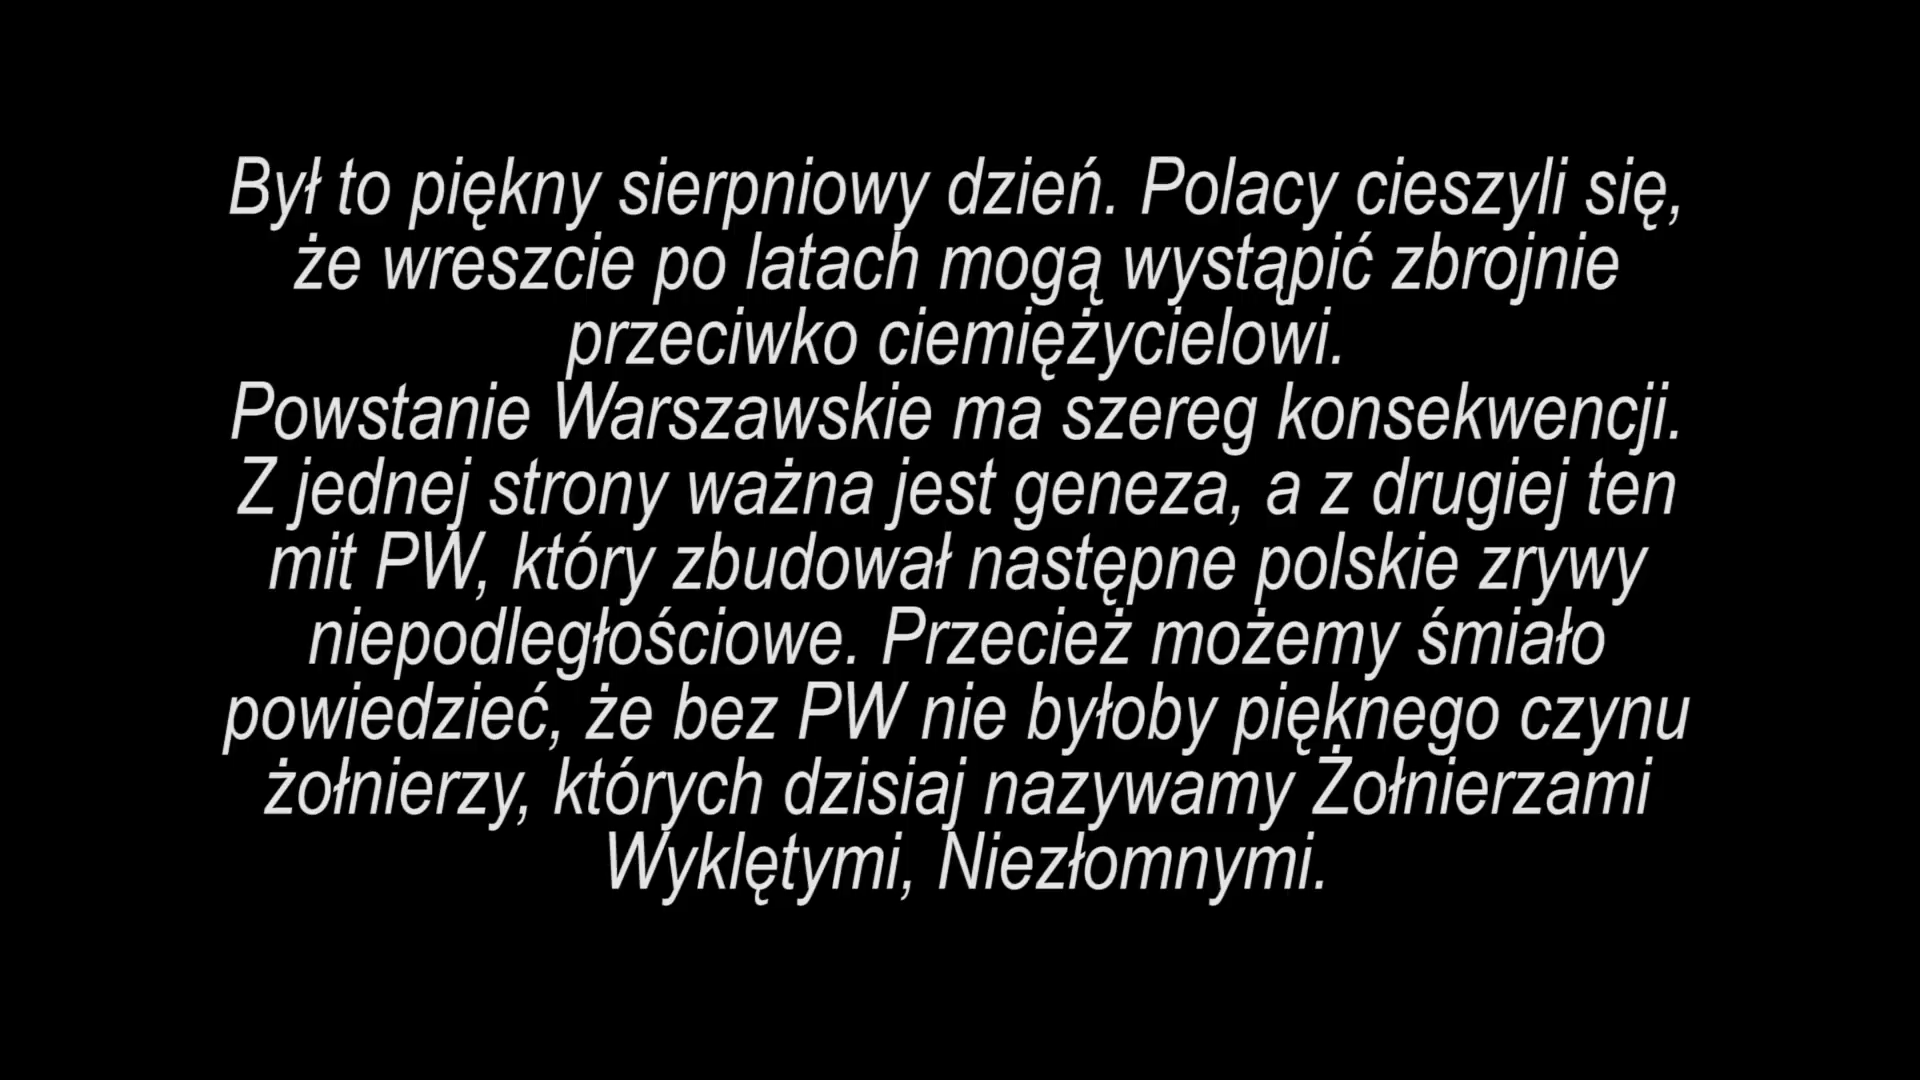 Był to piękny sierpniowy dzień. Polacy cieszyli się,
że wreszcie po latach mogą wystąpić zbrojnie
przeciwko ciemiężycielowi.
Powstanie Warszawskie ma szereg konsekwencji.
Z jednej strony ważna jest geneza, a z drugiej ten
mit PW, który zbudował następne polskie zrywy
niepodległościowe. Przecież możemy śmiało
powiedzieć, że bez PW nie byłoby pięknego czynu
żołnierzy, których dzisiaj nazywamy Żołnierzami
Wyklętymi, Niezłomnymi.